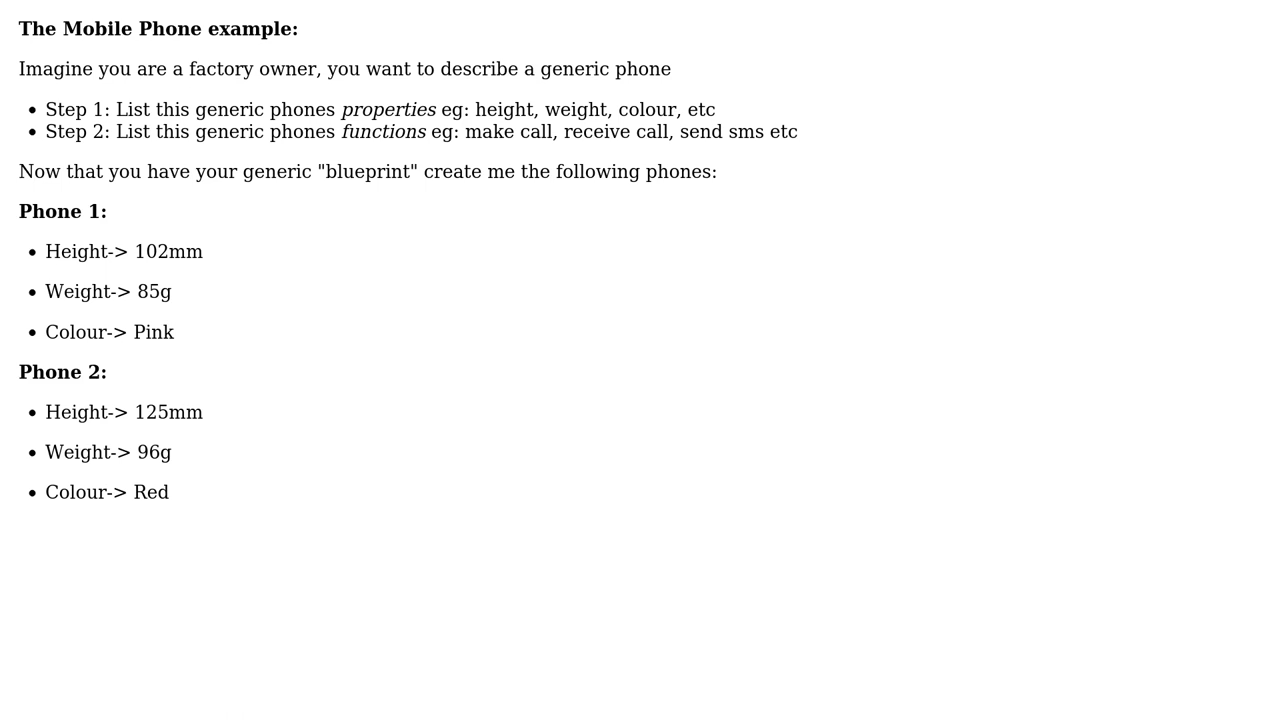 The Mobile Phone example:
Imagine you are a factory owner, you want to describe a generic phone
• Step 1: List this generic phones properties eg: height, weight, colour, etc
• Step 2: List this generic phones functions eg: make call, receive call, send sms etc
Now that you have your generic "blueprint" create me the following phones:
Phone 1:
• Height-> 102mm
• Weight-> 85g
• Colour-> Pink
Phone 2:
• Height-> 125mm
• Weight-> 96g
• Colour-> Red